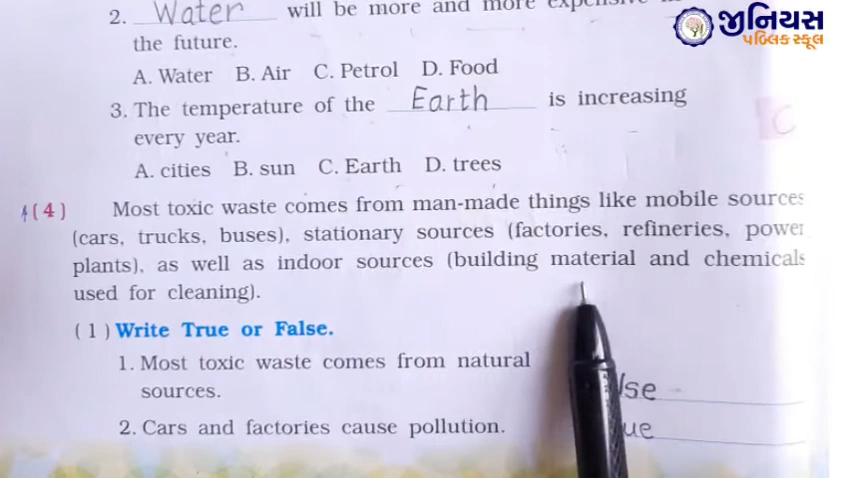 2. Water will be more and more expensive
જીનિયસ
પબ્લિક સ્કૂલ
the future.
A. Water B. Air C. Petrol D. Food
3. The temperature of the Earth is increasing
every year.
A. cities B. sun C. Earth D. trees
(4) Most toxic waste comes from man-made things like mobile sources
(cars, trucks, buses), stationary sources (factories, refineries, power
plants), as well as indoor sources (building material and chemicals
used for cleaning).
(1) Write True or False.
1. Most toxic waste comes from natural
sources. lse
2. Cars and factories cause pollution. ue